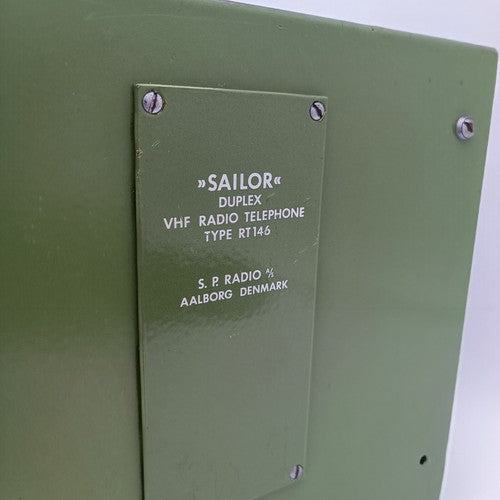 »SAILOR«
DUPLEX
VHF RADIO TELEPHONE
TYPE RT146
S. P. RADIO A/S
AALBORG DENMARK